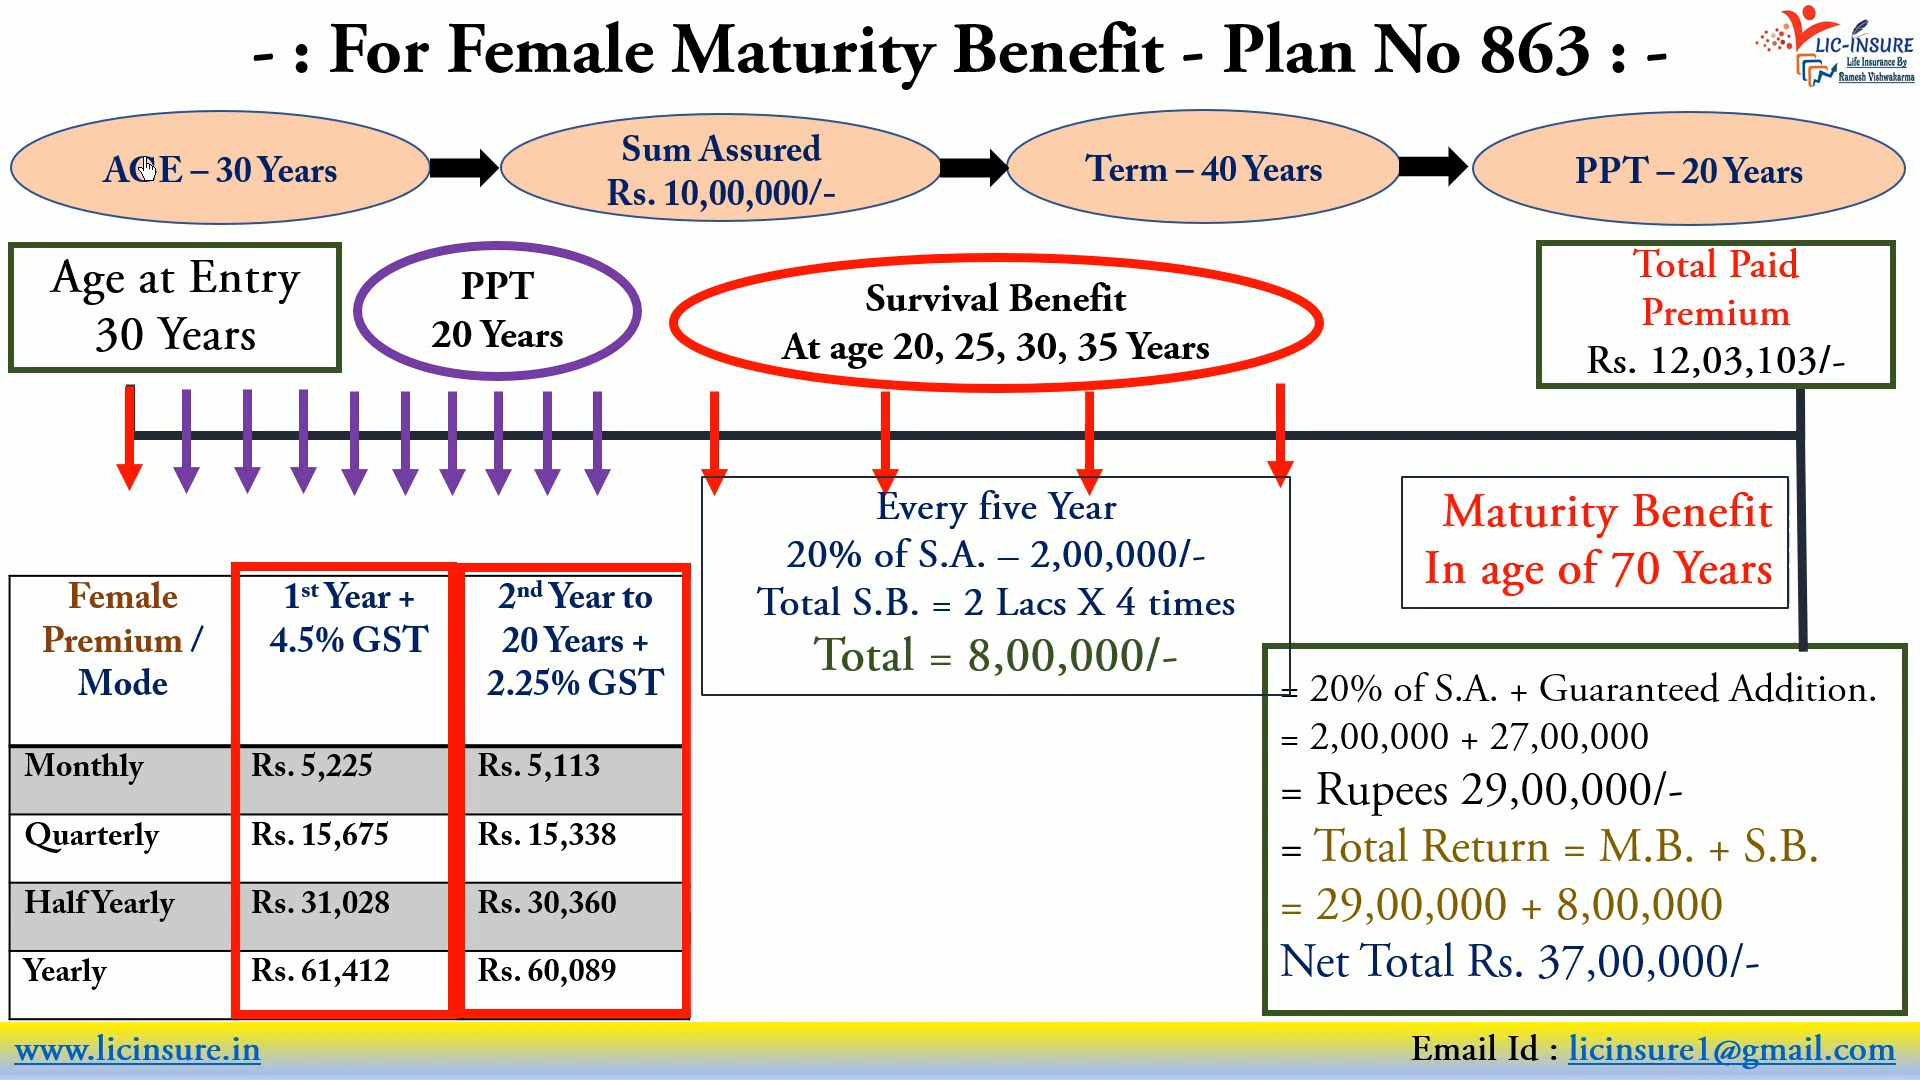 - : For Female Maturity Benefit - Plan No 863 : -
LIC-INSURE
Life Insurance By
Ramesh Vishwakarma
AGE – 30 Years
Sum Assured
Rs. 10,00,000/-
Term – 40 Years
PPT – 20 Years
Age at Entry
30 Years
PPT
20 Years
Survival Benefit
At age 20, 25, 30, 35 Years
Total Paid
Premium
Rs. 12,03,103/-
Every five Year
20% of S.A. – 2,00,000/-
Total S.B. = 2 Lacs X 4 times
Total = 8,00,000/-
Maturity Benefit
In age of 70 Years
Female
Premium /
Mode
1st Year +
4.5% GST
2nd Year to
20 Years +
2.25% GST
Monthly Rs. 5,225 Rs. 5,113
Quarterly Rs. 15,675 Rs. 15,338
Half Yearly Rs. 31,028 Rs. 30,360
Yearly Rs. 61,412 Rs. 60,089
= 20% of S.A. + Guaranteed Addition.
= 2,00,000 + 27,00,000
= Rupees 29,00,000/-
= Total Return = M.B. + S.B.
= 29,00,000 + 8,00,000
Net Total Rs. 37,00,000/-
www.licinsure.in
Email Id : licinsure1@gmail.com